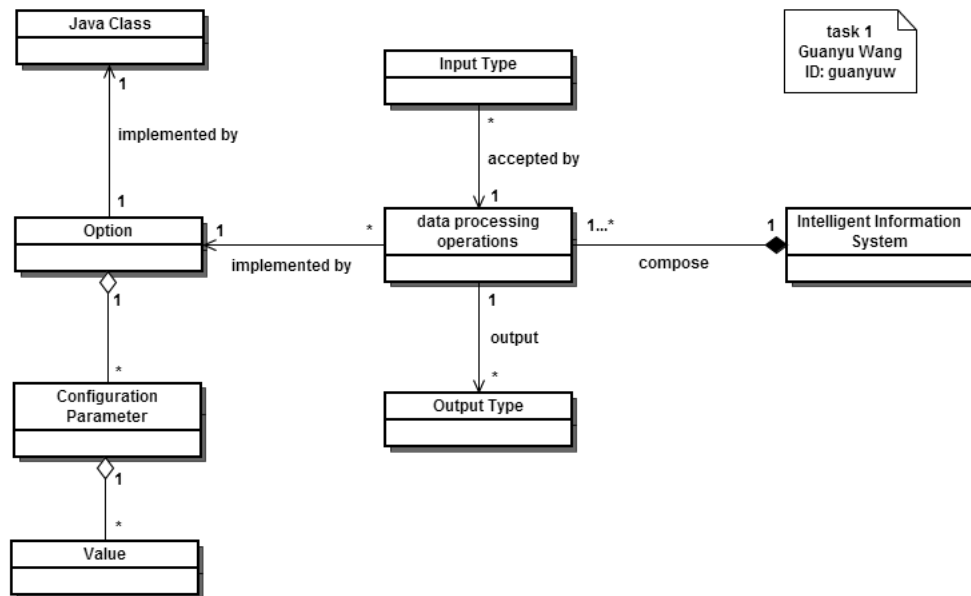 Java Class
1
implemented by
1
Option
1
*
Configuration
Parameter
1
*
Value
Input Type
*
accepted by
1
data processing
operations
1
*
implemented by
1
output
*
Output Type
1...*
1
compose
Intelligent Information
System
task 1
Guanyu Wang
ID: guanyuw